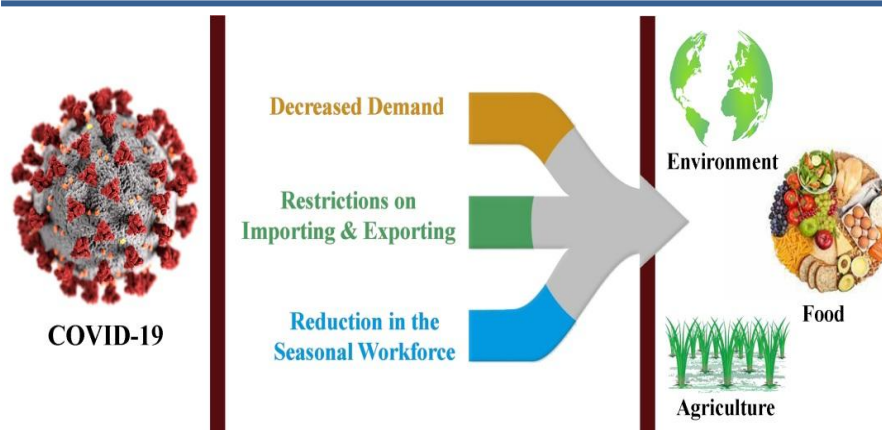 COVID-19
Decreased Demand
Restrictions on
Importing & Exporting
Reduction in the
Seasonal Workforce
Environment
Food
Agriculture